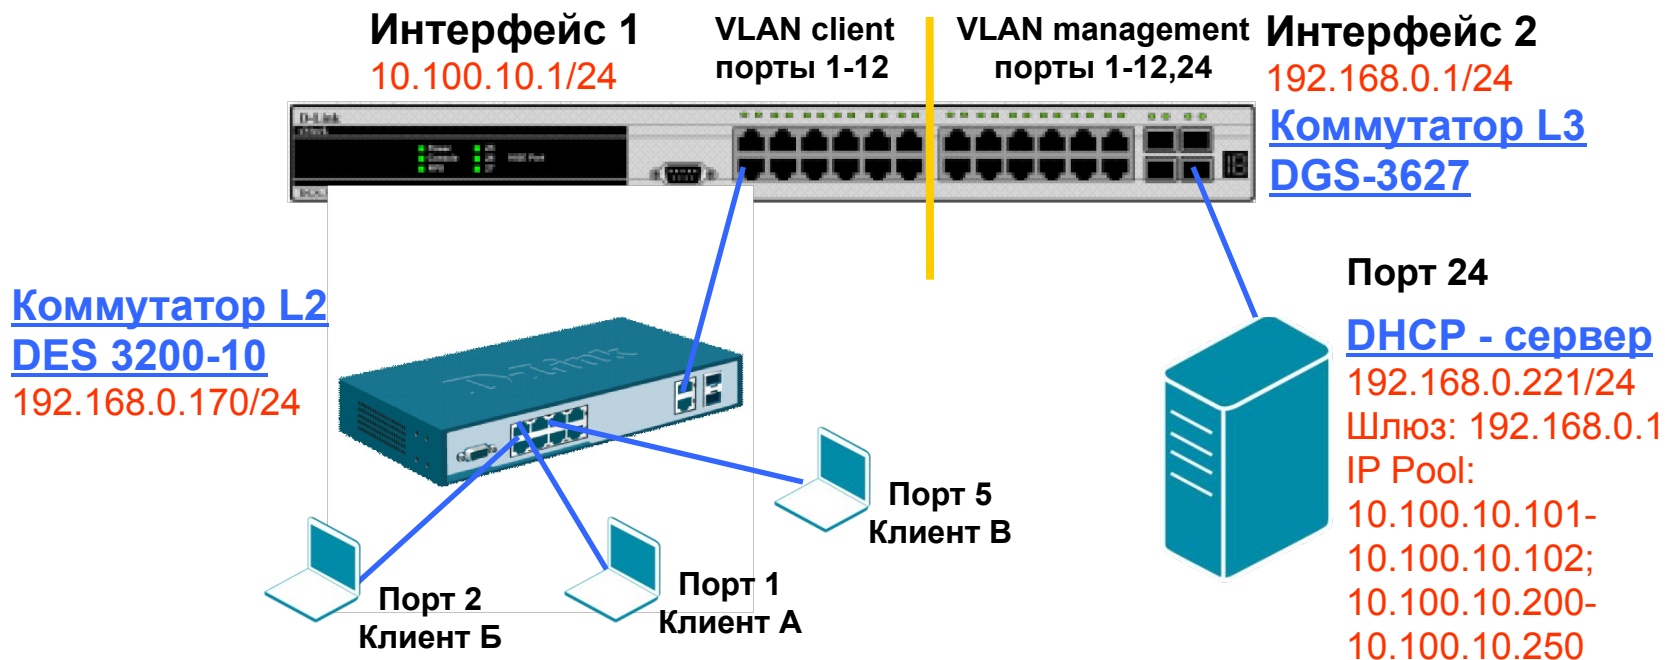 Интерфейс 1
10.100.10.1/24
VLAN client
порты 1-12
VLAN management
порты 1-12,24
Интерфейс 2
192.168.0.1/24
Коммутатор L3
DGS-3627
D-Link
Коммутатор L2
DES 3200-10
192.168.0.170/24
D-Link
Порт 24
DHCP - сервер
192.168.0.221/24
Шлюз: 192.168.0.1
IP Pool:
10.100.10.101-
10.100.10.102;
10.100.10.200-
10.100.10.250
Порт 5
Клиент В
Порт 1
Клиент А
Порт 2
Клиент Б